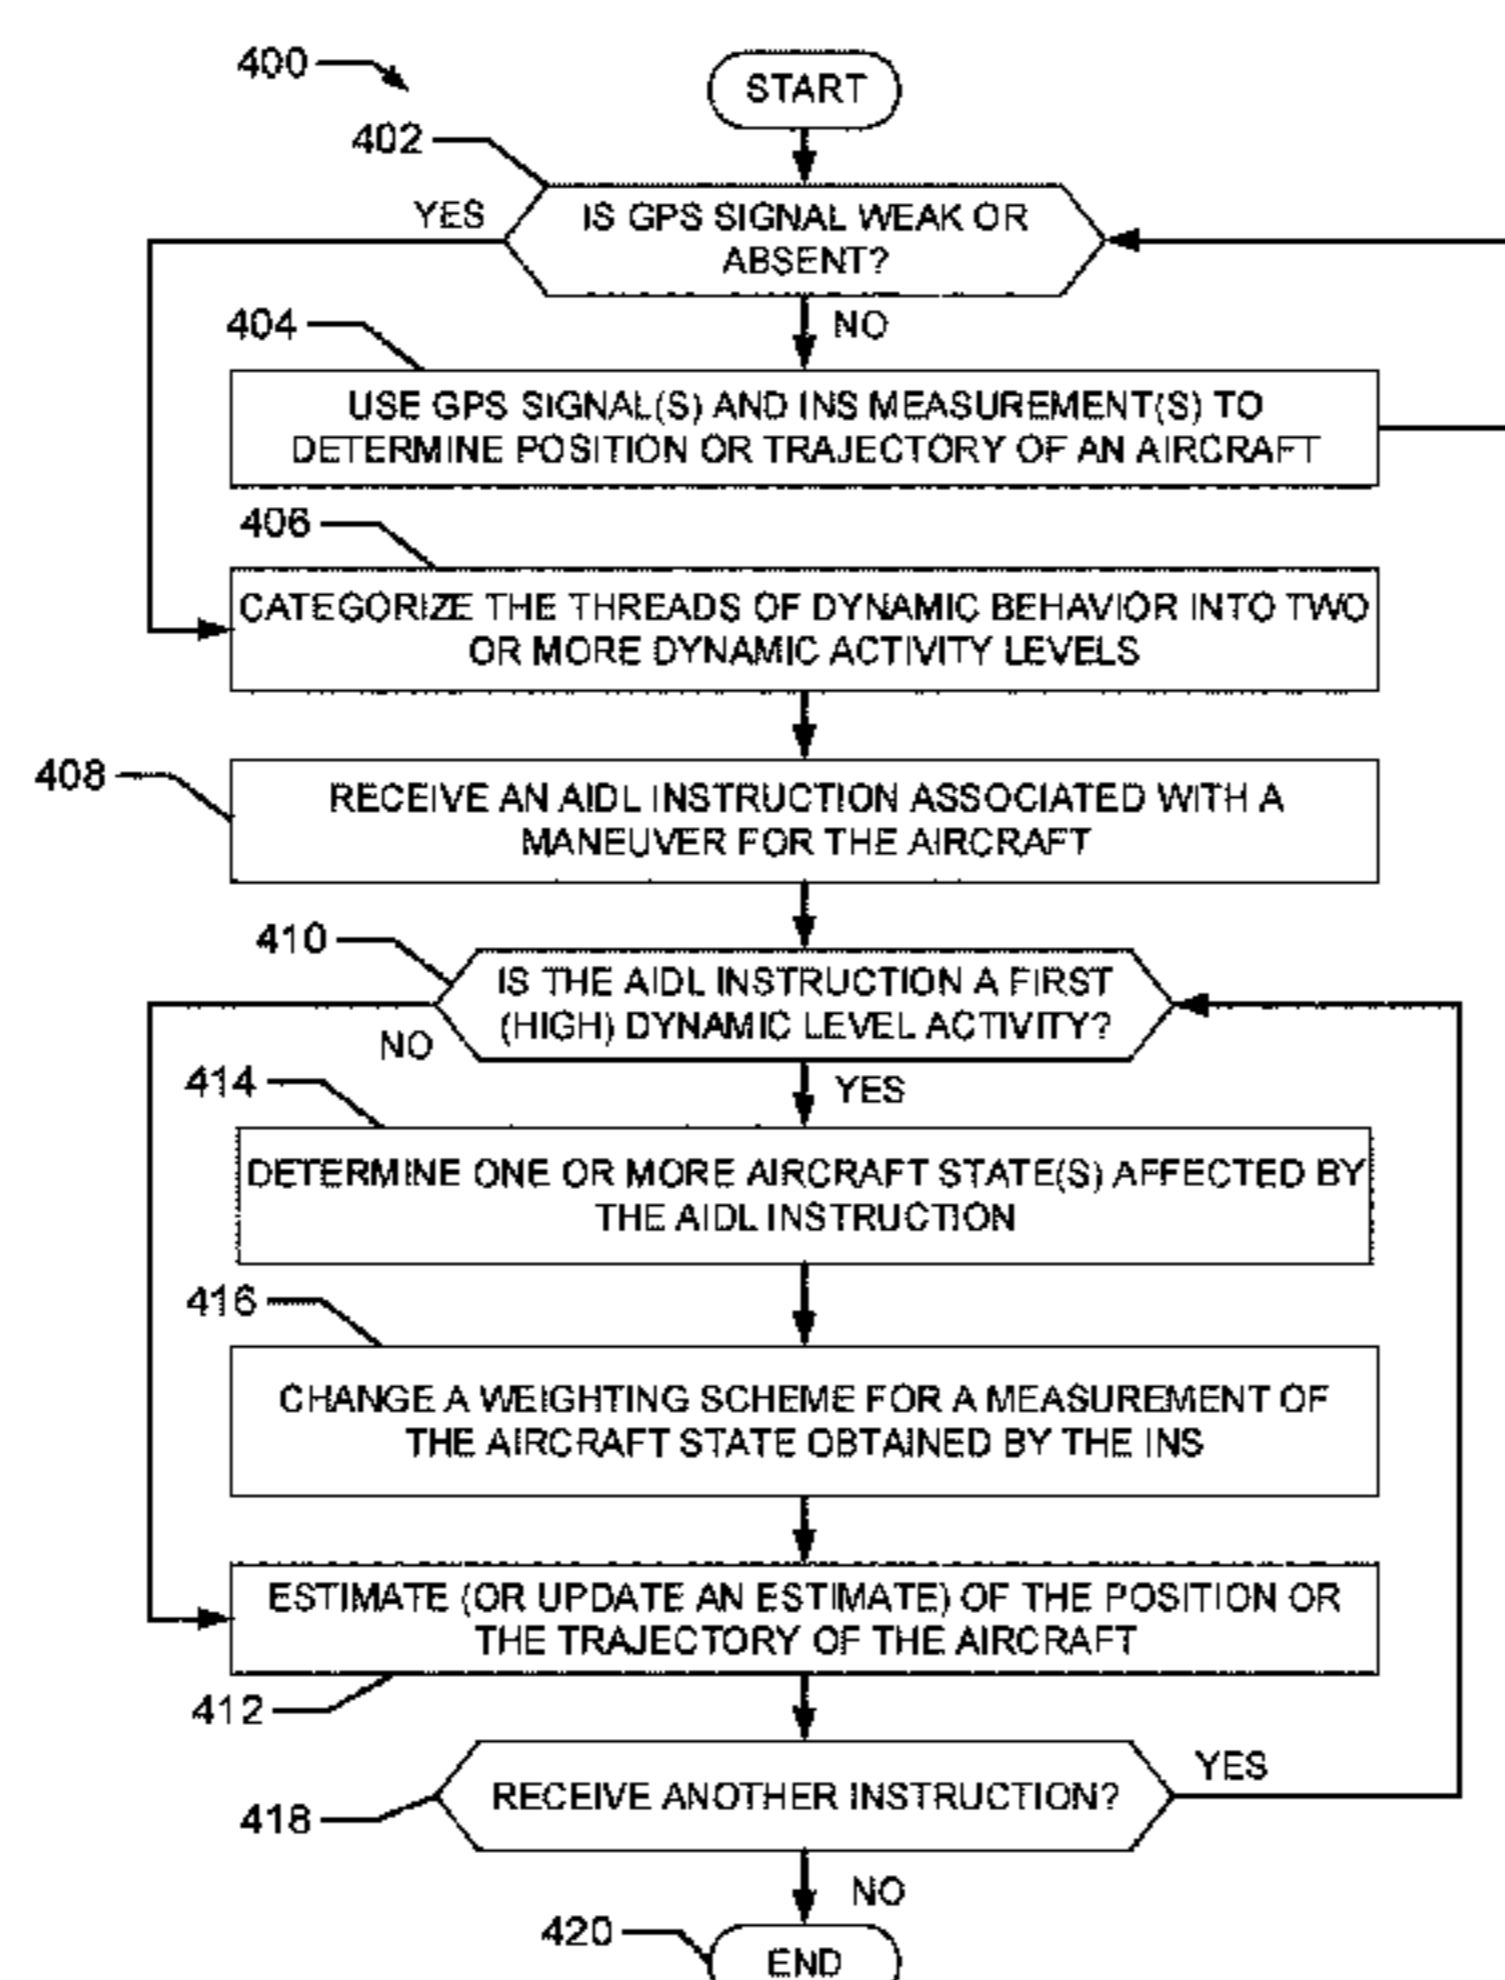 400
START
402
YES
IS GPS SIGNAL WEAK OR
ABSENT?
404
NO
USE GPS SIGNAL(S) AND INS MEASUREMENT(S) TO
DETERMINE POSITION OR TRAJECTORY OF AN AIRCRAFT
406
CATEGORIZE THE THREADS OF DYNAMIC BEHAVIOR INTO TWO
OR MORE DYNAMIC ACTIVITY LEVELS
408
RECEIVE AN AIDL INSTRUCTION ASSOCIATED WITH A
MANEUVER FOR THE AIRCRAFT
410
IS THE AIDL INSTRUCTION A FIRST
(HIGH) DYNAMIC LEVEL ACTIVITY?
NO
414
YES
DETERMINE ONE OR MORE AIRCRAFT STATE(S) AFFECTED BY
THE AIDL INSTRUCTION
416
CHANGE A WEIGHTING SCHEME FOR A MEASUREMENT OF
THE AIRCRAFT STATE OBTAINED BY THE INS
ESTIMATE (OR UPDATE AN ESTIMATE) OF THE POSITION OR
THE TRAJECTORY OF THE AIRCRAFT
412
YES
RECEIVE ANOTHER INSTRUCTION?
418
NO
420
END